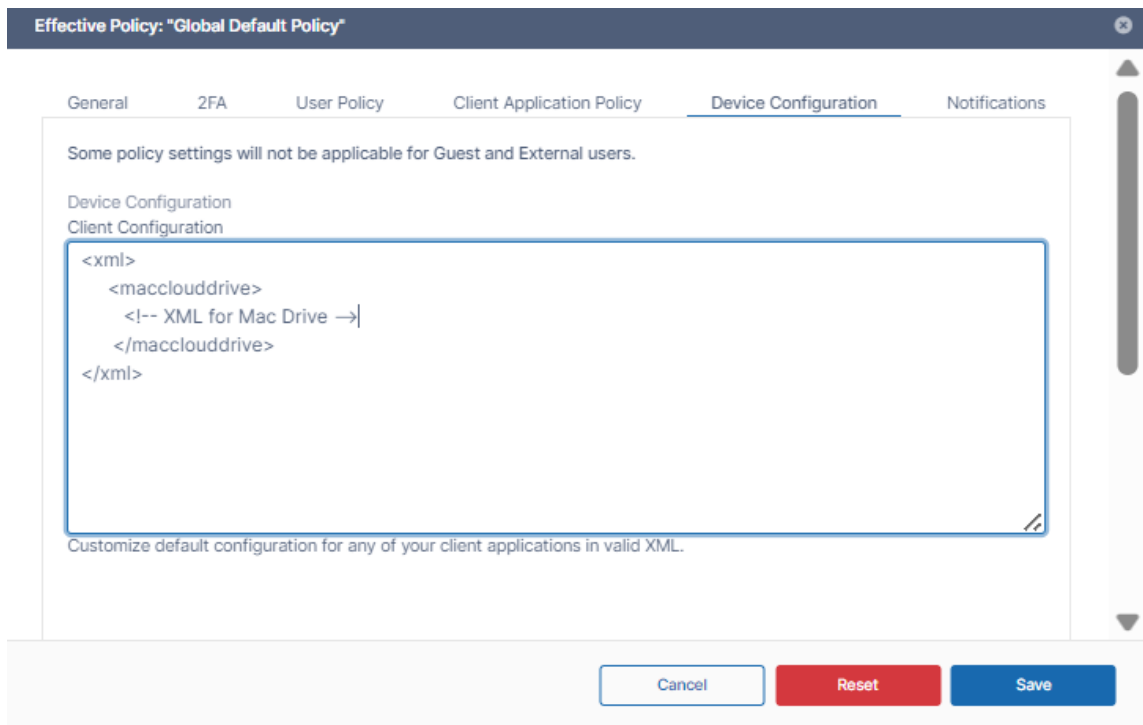 Effective Policy: "Global Default Policy"
General 2FA User Policy Client Application Policy Device Configuration Notifications
Some policy settings will not be applicable for Guest and External users.
Device Configuration
Client Configuration
<xml>
<macclouddrive>
<!-- XML for Mac Drive -->
</macclouddrive>
</xml>
Customize default configuration for any of your client applications in valid XML.
Cancel Reset Save